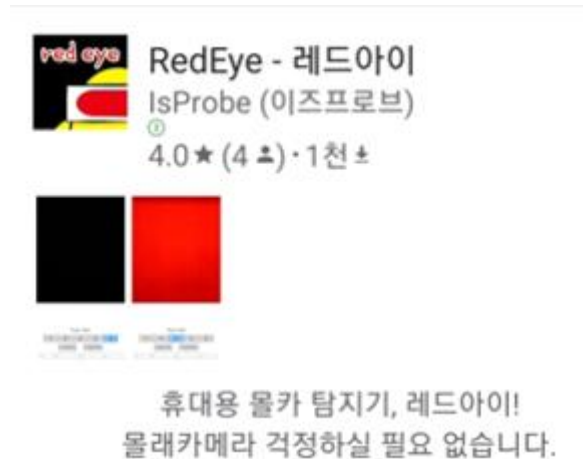 red eye
RedEye - 레드아이
IsProbe (이즈프로브)
4.0★ (4 👤)·1천
휴대용 몰카 탐지기, 레드아이!
몰래카메라 걱정하실 필요 없습니다.